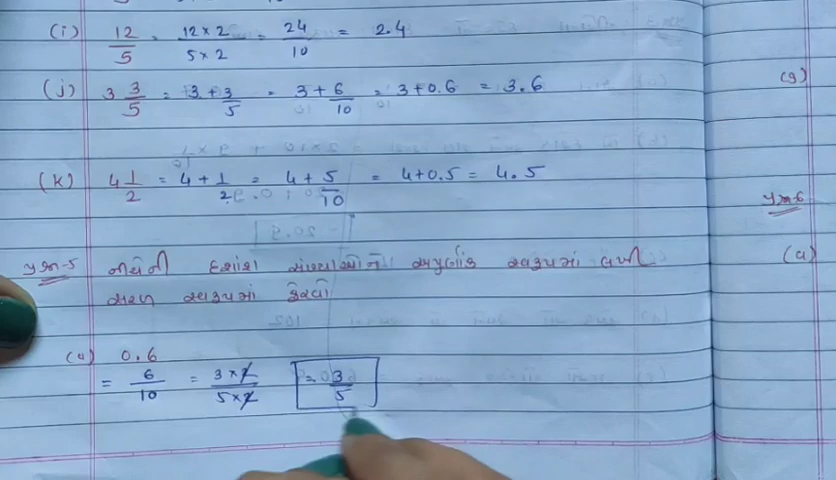 (i) 12/5 = 12×2/5×2 = 24/10 = 2.4
(j) 3 3/5 = 3+3/5 = 3+6/10 = 3+0.6 = 3.6
(k) 4 1/2 = 4+1/2 = 4+5/10 = 4+0.5 = 4.5
પ્રશ્ન-5 નીચેની દશાંશ સંખ્યાઓને અપૂર્ણાંક સ્વરૂપમાં લખી
સરળ સ્વરૂપમાં ફેરવો
(a) 0.6
= 6/10 = 3×2/5×2 = 3/5
(g)
પ્રશ્ન-6
(a)